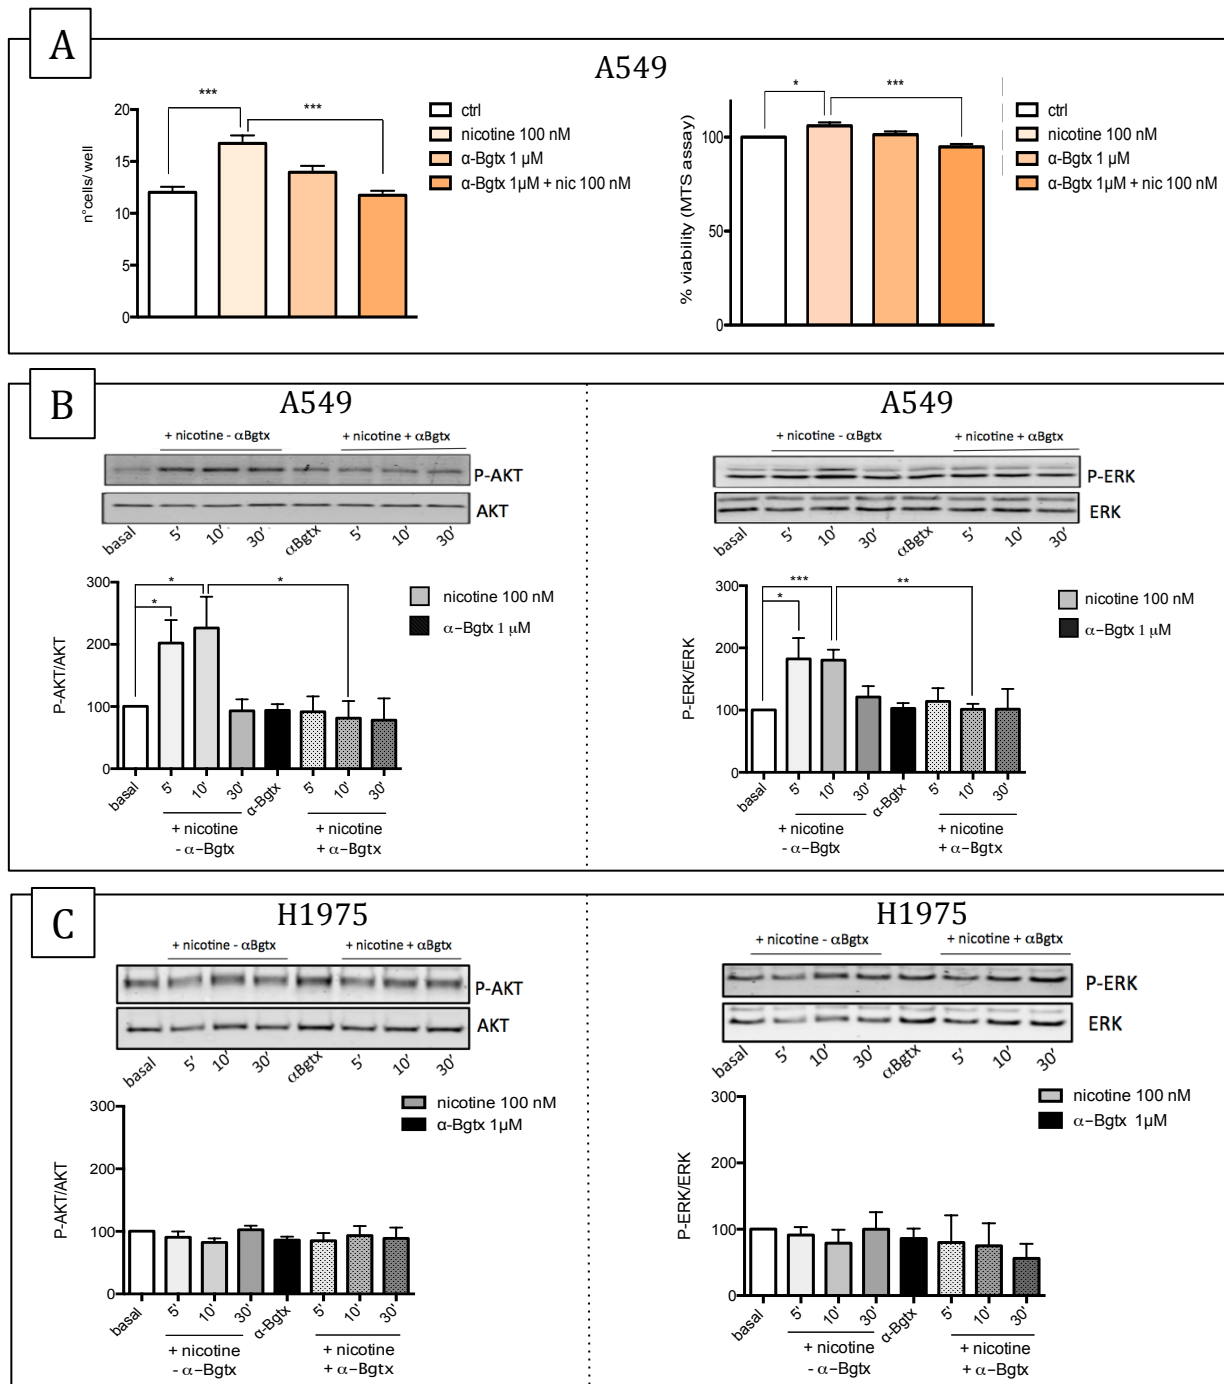 A
A549
20
15
10
5
0
n°cells/ well
***
***
ctrl
nicotine 100 nM
α-Bgtx 1 µM
α-Bgtx 1µM + nic 100 nM
100
50
0
% viability (MTS assay)
*
***
ctrl
nicotine 100 nM
α-Bgtx 1 µM
α-Bgtx 1µM + nic 100 nM
B
A549
+ nicotine - αBgtx
+ nicotine + αBgtx
P-AKT
AKT
basal 5' 10' 30' αBgtx 5' 10' 30'
300
200
100
0
P-AKT/AKT
*
*
*
nicotine 100 nM
α–Bgtx 1 µM
basal 5' 10' 30' α-Bgtx 5' 10' 30'
+ nicotine
- α–Bgtx
+ nicotine
+ α–Bgtx
A549
+ nicotine - αBgtx
+ nicotine + αBgtx
P-ERK
ERK
basal 5' 10' 30' αBgtx 5' 10' 30'
300
200
100
0
P-ERK/ERK
***
*
**
nicotine 100 nM
α–Bgtx 1 µM
basal 5' 10' 30' α-Bgtx 5' 10' 30'
+ nicotine
- α–Bgtx
+ nicotine
+ α–Bgtx
C
H1975
+ nicotine - αBgtx
+ nicotine + αBgtx
P-AKT
AKT
basal 5' 10' 30' αBgtx 5' 10' 30'
300
200
100
0
P-AKT/AKT
nicotine 100 nM
α-Bgtx 1µM
basal 5' 10' 30' α-Bgtx 5' 10' 30'
+ nicotine
- α–Bgtx
+ nicotine
+ α–Bgtx
H1975
+ nicotine - αBgtx
+ nicotine + αBgtx
P-ERK
ERK
basal 5' 10' 30' αBgtx 5' 10' 30'
300
200
100
0
P-ERK/ERK
nicotine 100 nM
α–Bgtx 1µM
basal 5' 10' 30' α-Bgtx 5' 10' 30'
+ nicotine
- α–Bgtx
+ nicotine
+ α–Bgtx